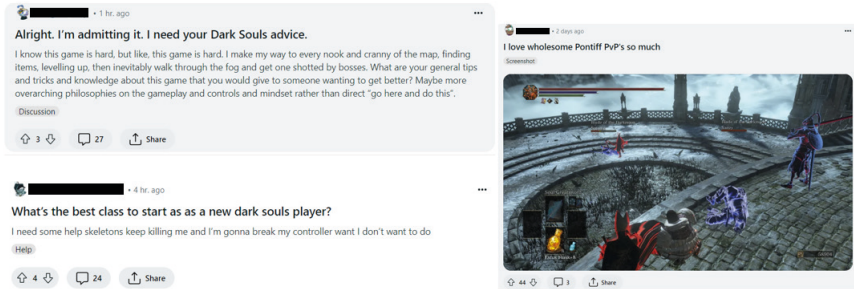 • 1 hr. ago
Alright. I'm admitting it. I need your Dark Souls advice.
I know this game is hard, but like, this game is hard. I make my way to every nook and cranny of the map, finding
items, levelling up, then inevitably walk through the fog and get one shotted by bosses. What are your general tips
and tricks and knowledge about this game that you would give to someone wanting to get better? Maybe more
overarching philosophies on the gameplay and controls and mindset rather than direct "go here and do this".
Discussion
3
27
Share
• 4 hr. ago
What's the best class to start as as a new dark souls player?
I need some help skeletons keep killing me and I'm gonna break my controller want I don't want to do
Help
4
24
Share
• 2 days ago
I love wholesome Pontiff PvP's so much
Screenshot
44
3
Share